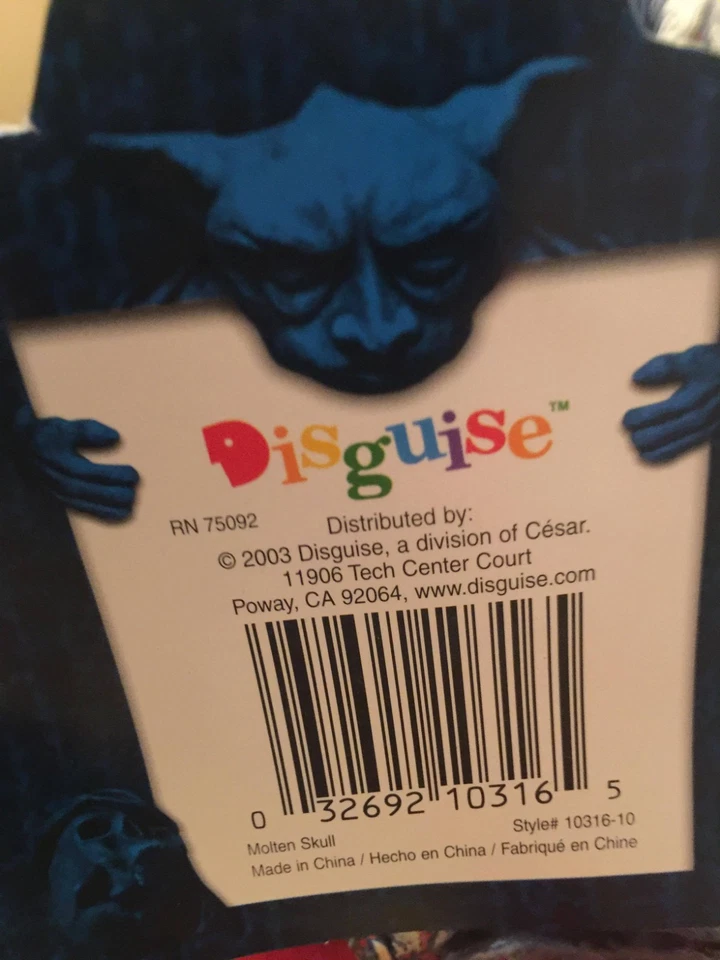 Disguise™
RN 75092
Distributed by:
© 2003 Disguise, a division of César.
11906 Tech Center Court
Poway, CA 92064, www.disguise.com
0 32692 10316 5
Molten Skull
Style# 10316-10
Made in China / Hecho en China / Fabriqué en Chine